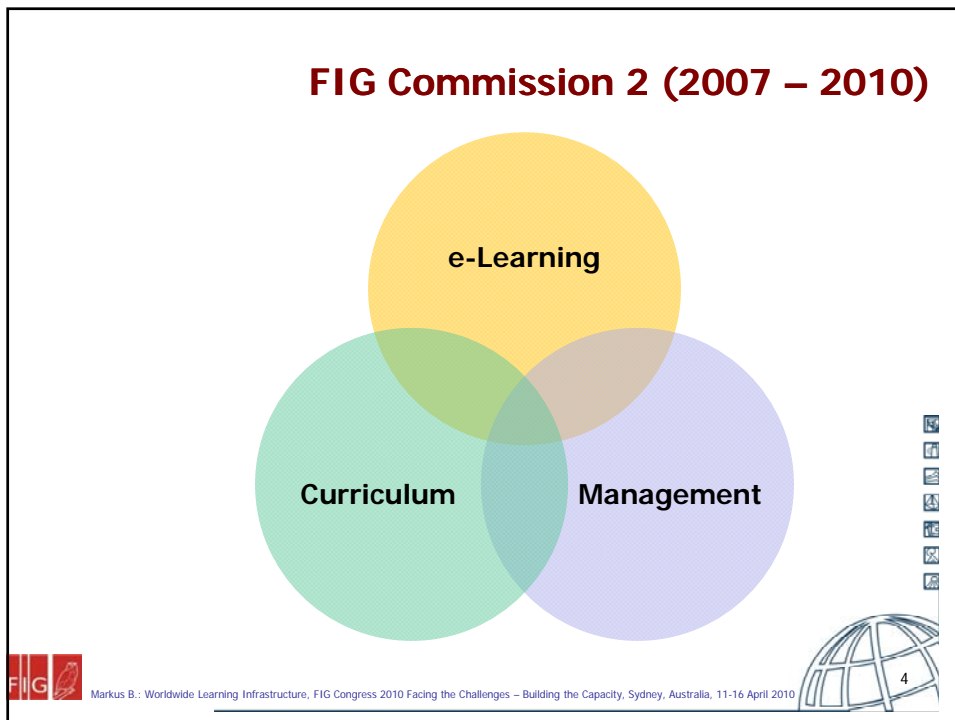 FIG Commission 2 (2007 – 2010)
e-Learning
Curriculum
Management
FIG
Markus B.: Worldwide Learning Infrastructure, FIG Congress 2010 Facing the Challenges – Building the Capacity, Sydney, Australia, 11-16 April 2010
4